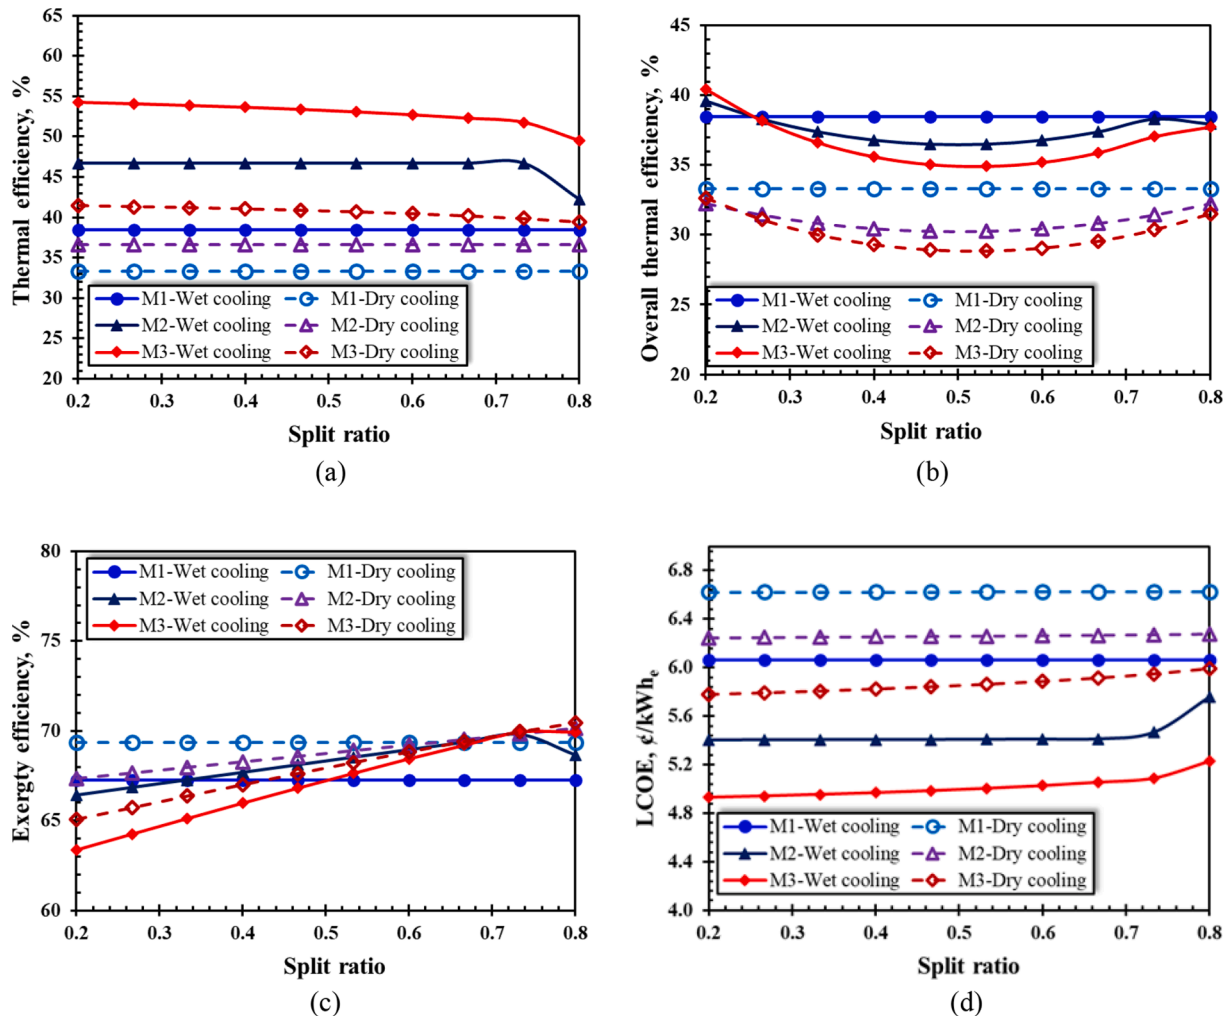 Thermal efficiency, %
65
60
55
50
45
40
35
30
25
20
M1-Wet cooling
M1-Dry cooling
M2-Wet cooling
M2-Dry cooling
M3-Wet cooling
M3-Dry cooling
0.2 0.3 0.4 0.5 0.6 0.7 0.8
Split ratio
(a)
Overall thermal efficiency, %
45
40
35
30
25
20
M1-Wet cooling
M1-Dry cooling
M2-Wet cooling
M2-Dry cooling
M3-Wet cooling
M3-Dry cooling
0.2 0.3 0.4 0.5 0.6 0.7 0.8
Split ratio
(b)
Exergy efficiency, %
80
75
70
65
60
M1-Wet cooling
M1-Dry cooling
M2-Wet cooling
M2-Dry cooling
M3-Wet cooling
M3-Dry cooling
0.2 0.3 0.4 0.5 0.6 0.7 0.8
Split ratio
(c)
LCOE, ¢/kWhe
6.8
6.4
6.0
5.6
5.2
4.8
4.4
4.0
M1-Wet cooling
M1-Dry cooling
M2-Wet cooling
M2-Dry cooling
M3-Wet cooling
M3-Dry cooling
0.2 0.3 0.4 0.5 0.6 0.7 0.8
Split ratio
(d)